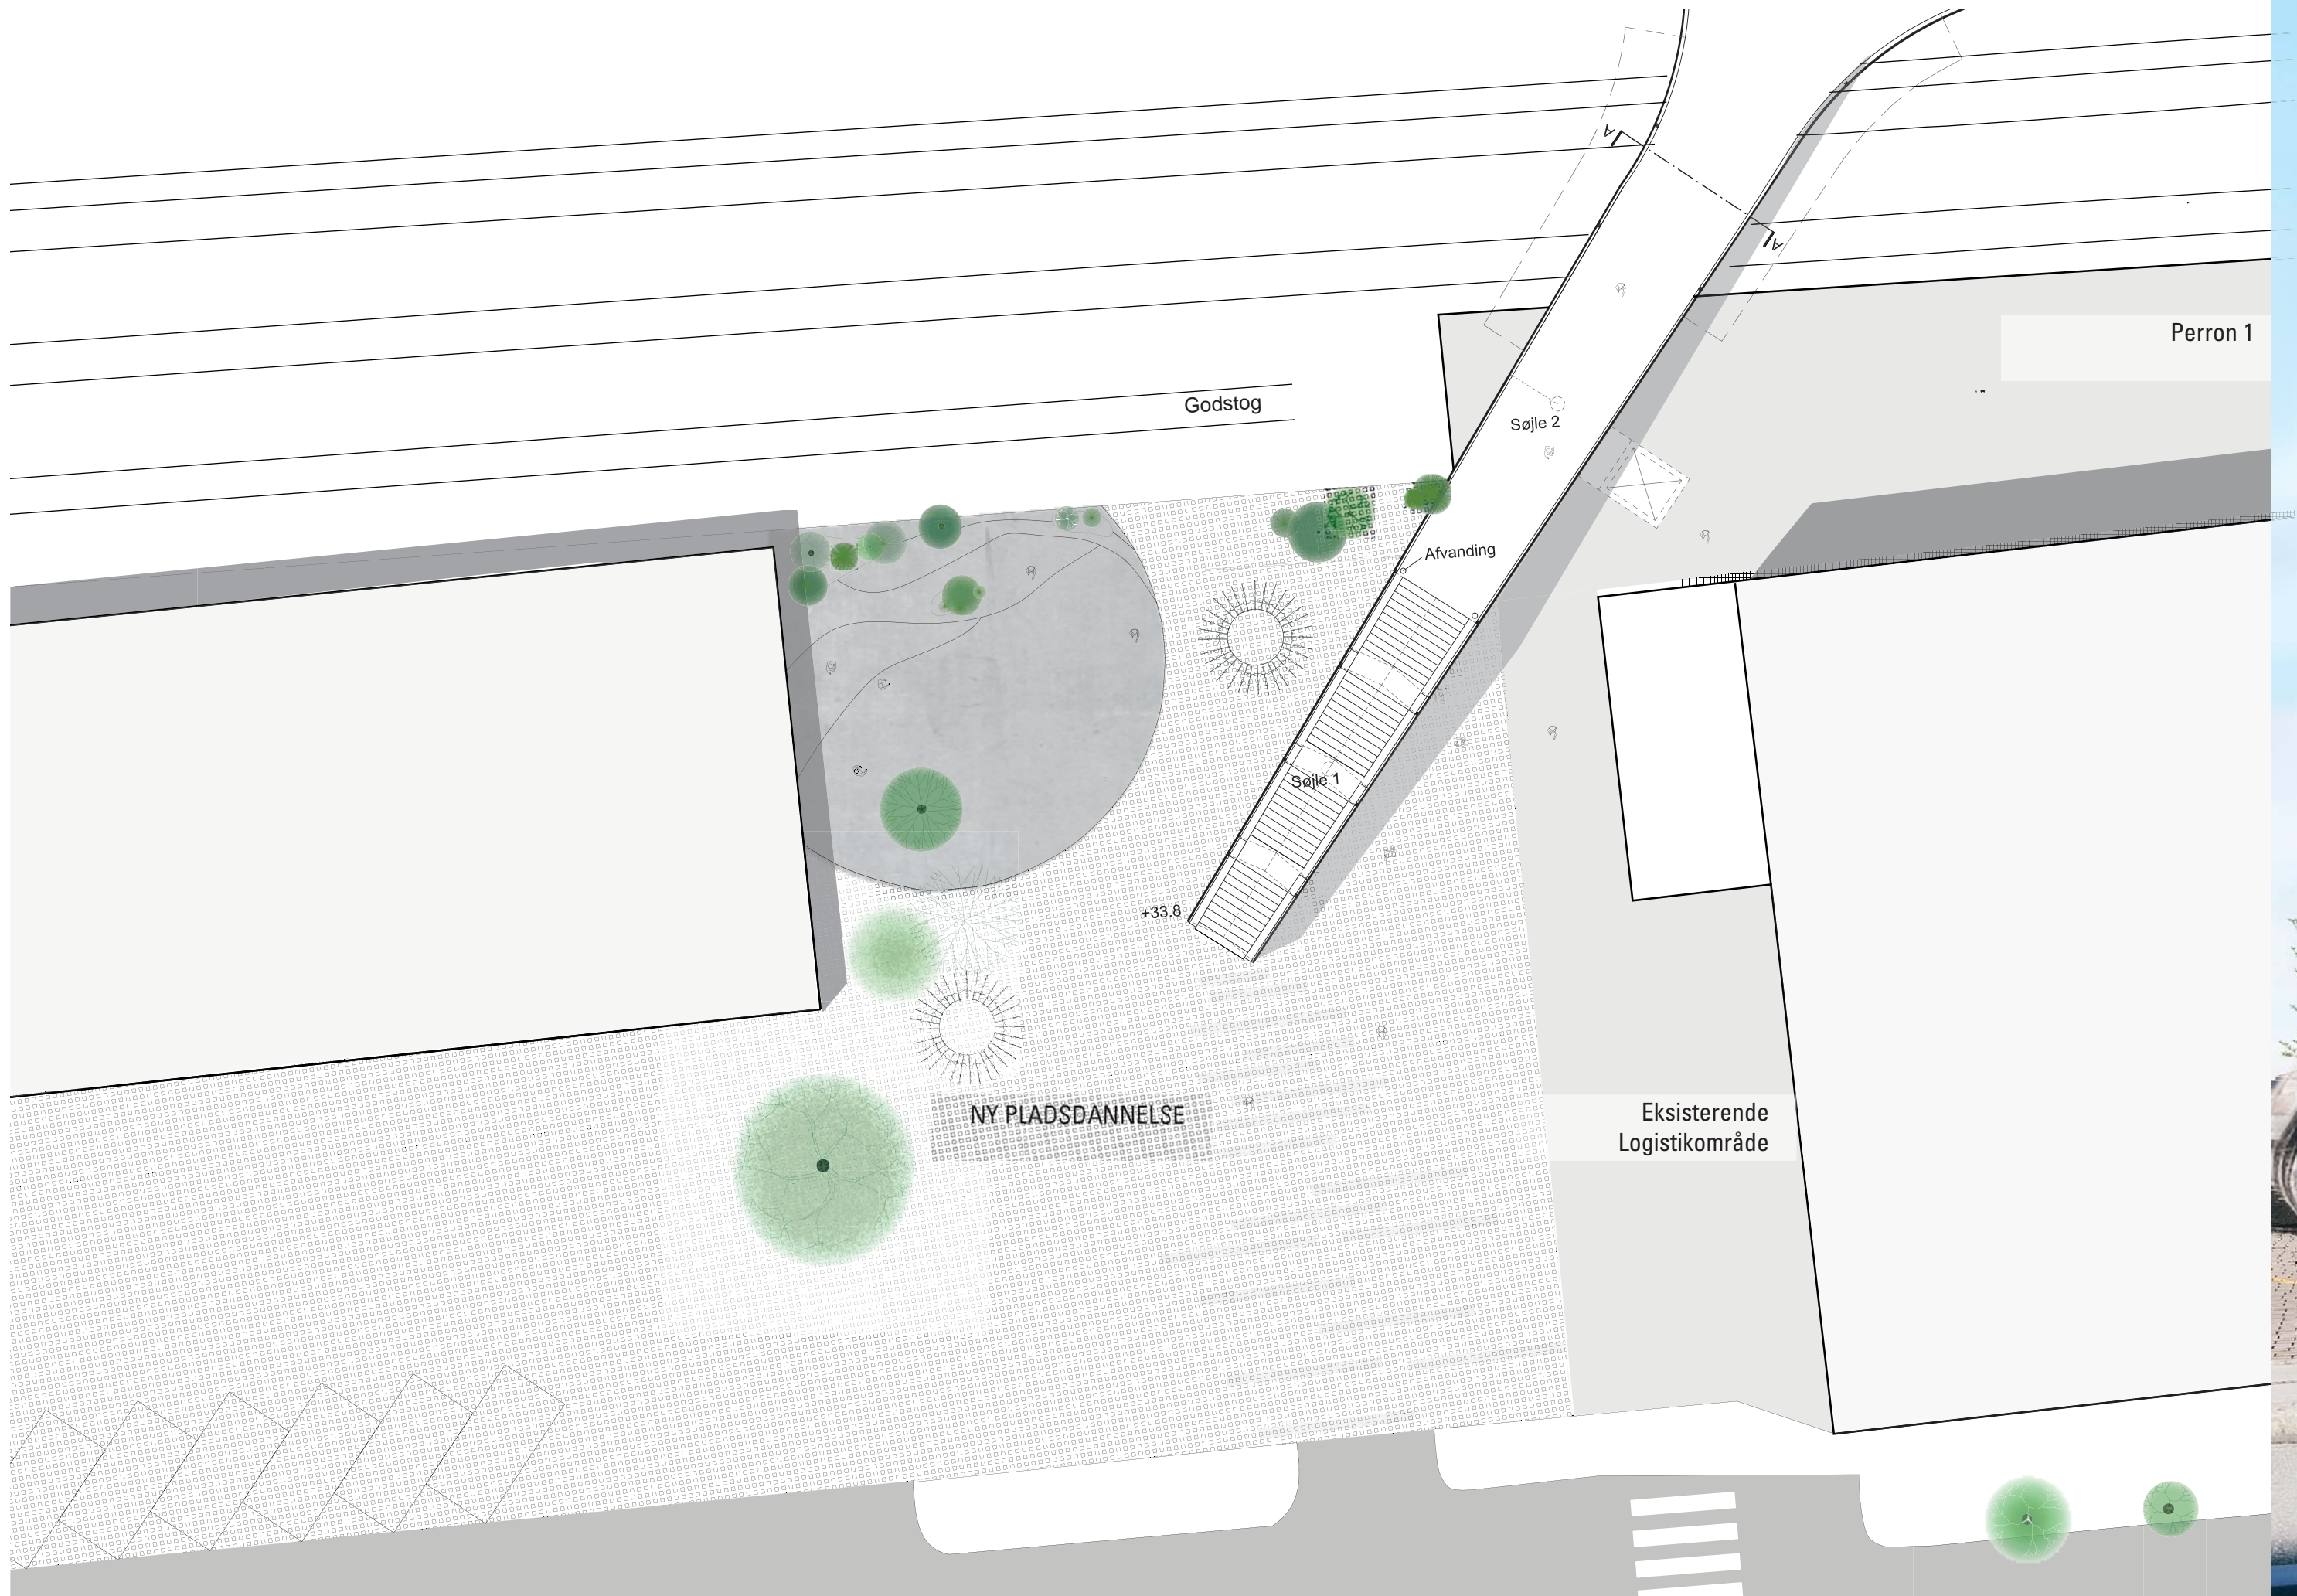 A
A
Perron 1
Godstog
Søjle 2
Afvanding
Søjle 1
+33.8
NY PLADSDANNELSE
Eksisterende
Logistikområde